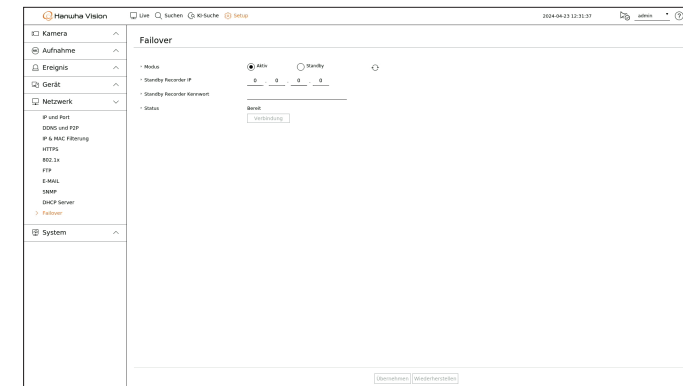 Hanwha Vision
Live Suchen KI-Suche Setup
2024-04-23 12:31:37
admin
Kamera
Aufnahme
Ereignis
Gerät
Netzwerk
IP und Port
DDNS und P2P
IP & MAC Filterung
HTTPS
802.1x
FTP
E-MAIL
SNMP
DHCP Server
> Failover
System
Failover
Modus Aktiv Standby
Standby Recorder IP 0 . 0 . 0 . 0
Standby Recorder Kennwort
Status Bereit
Verbindung
Übernehmen Wiederherstellen